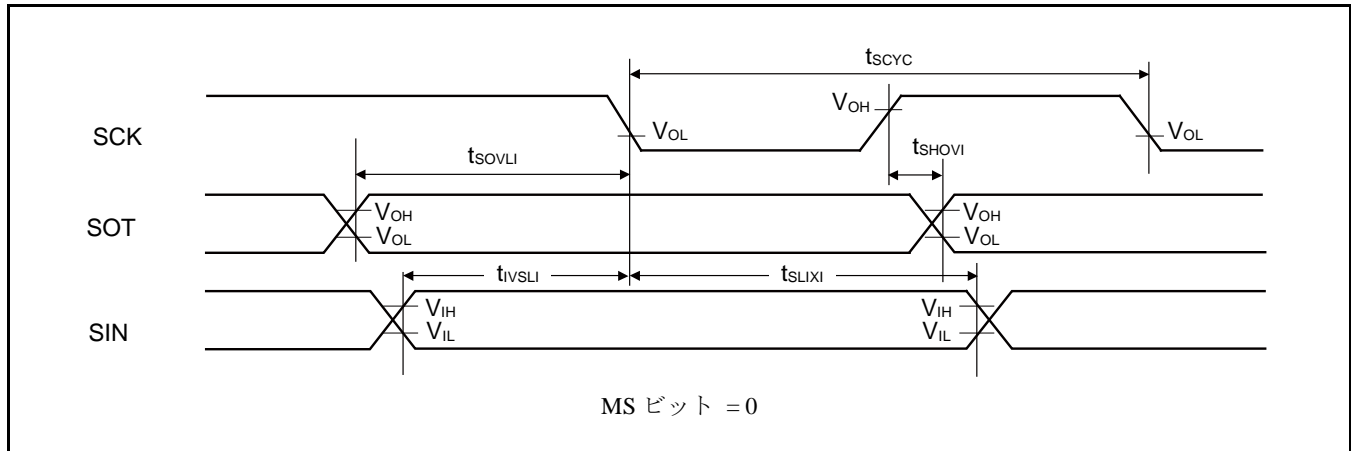 tSCYC
SCK
VOH
VOL
VOL
tSHOVI
tSOVLI
SOT
VOH
VOL
VOH
VOL
tIVSLI
tSLIXI
SIN
VIH
VIL
VIH
VIL
MS ビット = 0